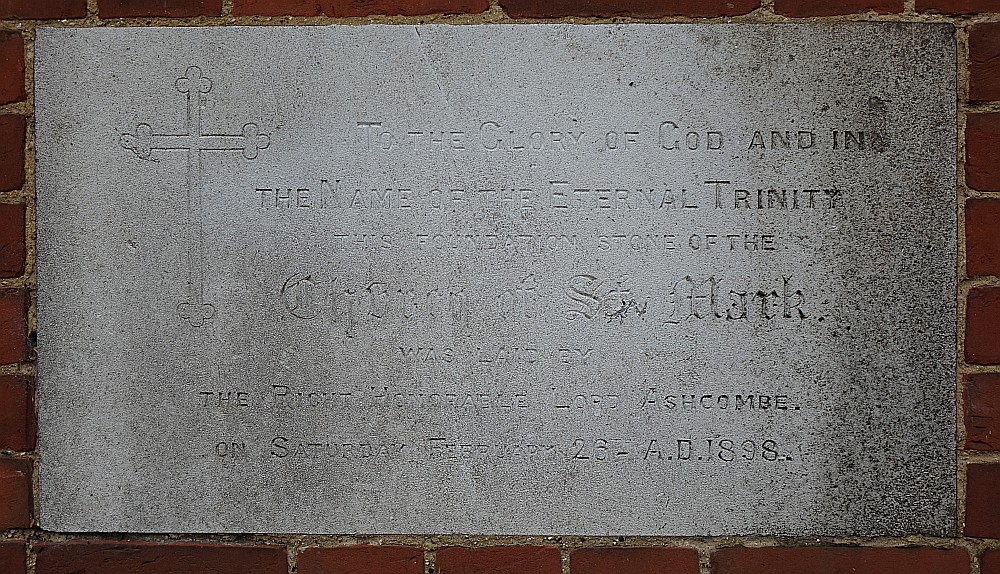 TO THE GLORY OF GOD AND IN
THE NAME OF THE ETERNAL TRINITY
THIS FOUNDATION STONE OF THE
Church of St. Mark.
WAS LAID BY
THE RIGHT HONORABLE LORD ASHCOMBE.
ON SATURDAY FEBRUARY 26TH A.D. 1898.